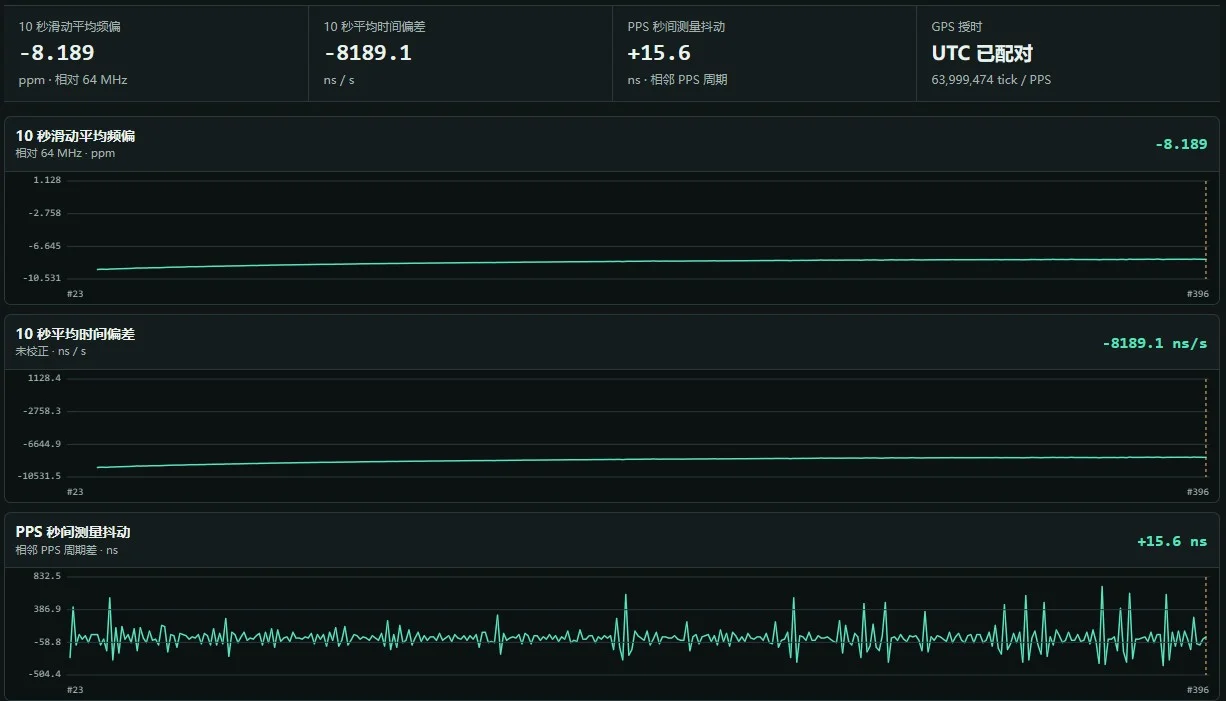 10 秒滑动平均频偏
-8.189
ppm · 相对 64 MHz
10 秒平均时间偏差
-8189.1
ns / s
PPS 秒间测量抖动
+15.6
ns · 相邻 PPS 周期
GPS 授时
UTC 已配对
63,999,474 tick / PPS
10 秒滑动平均频偏
相对 64 MHz · ppm
-8.189
1.128
-2.758
-6.645
-10.531
#23
#396
10 秒平均时间偏差
未校正 · ns / s
-8189.1 ns/s
1128.4
-2758.3
-6644.9
-10531.5
#23
#396
PPS 秒间测量抖动
相邻 PPS 周期差 · ns
+15.6 ns
832.5
386.9
-58.8
-504.4
#23
#396